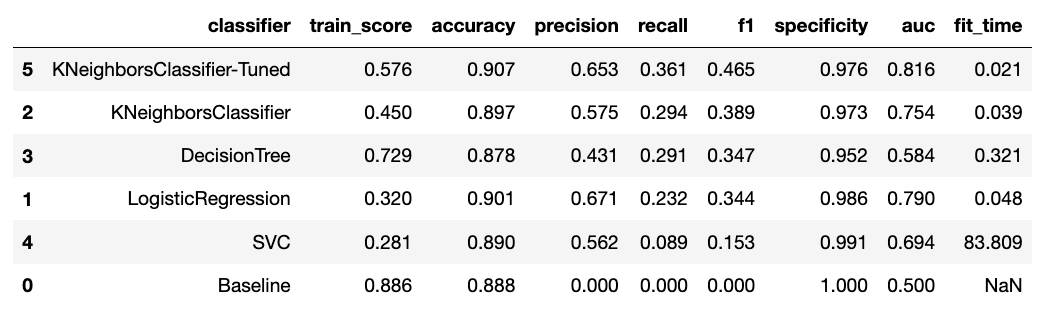 classifier train_score accuracy precision recall f1 specificity auc fit_time
5 KNeighborsClassifier-Tuned 0.576 0.907 0.653 0.361 0.465 0.976 0.816 0.021
2 KNeighborsClassifier 0.450 0.897 0.575 0.294 0.389 0.973 0.754 0.039
3 DecisionTree 0.729 0.878 0.431 0.291 0.347 0.952 0.584 0.321
1 LogisticRegression 0.320 0.901 0.671 0.232 0.344 0.986 0.790 0.048
4 SVC 0.281 0.890 0.562 0.089 0.153 0.991 0.694 83.809
0 Baseline 0.886 0.888 0.000 0.000 0.000 1.000 0.500 NaN